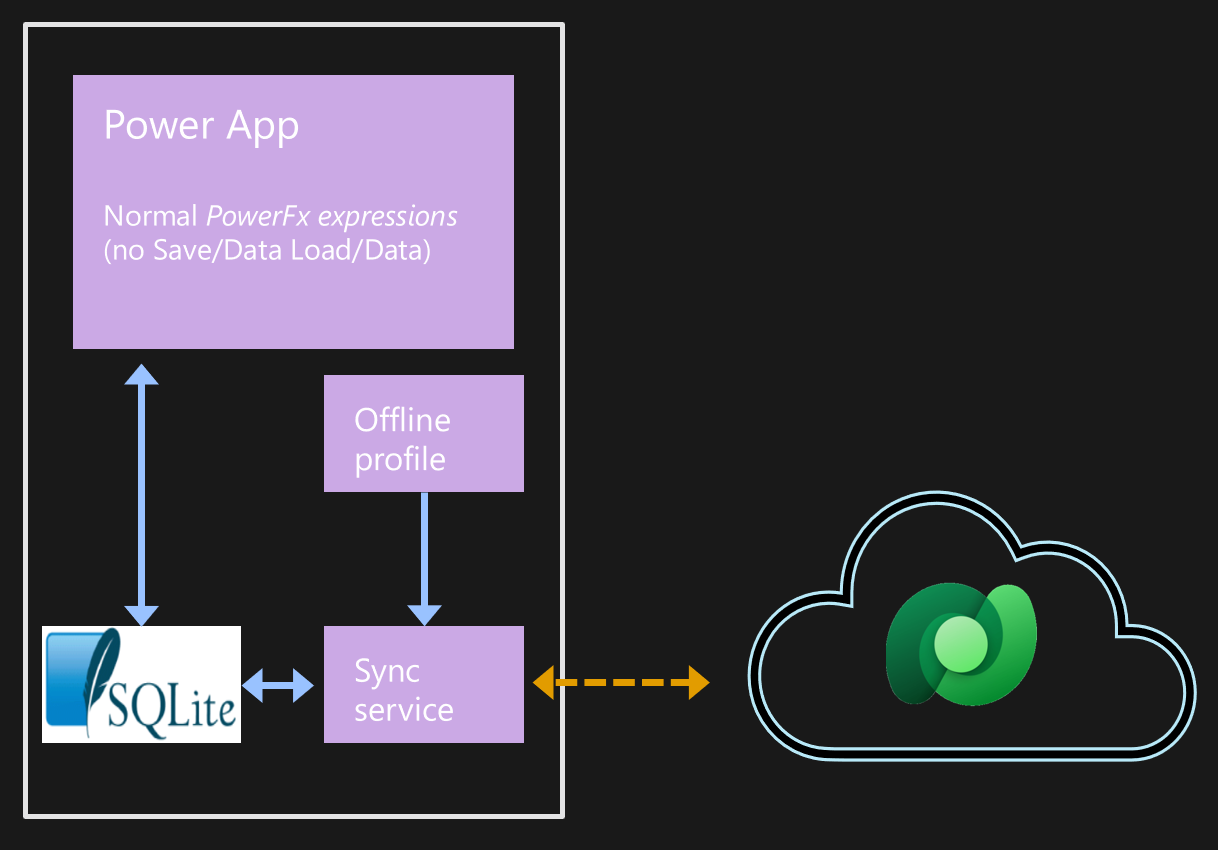 Power App
Normal PowerFx expressions
(no Save/Data Load/Data)
Offline
profile
SQLite
Sync
service